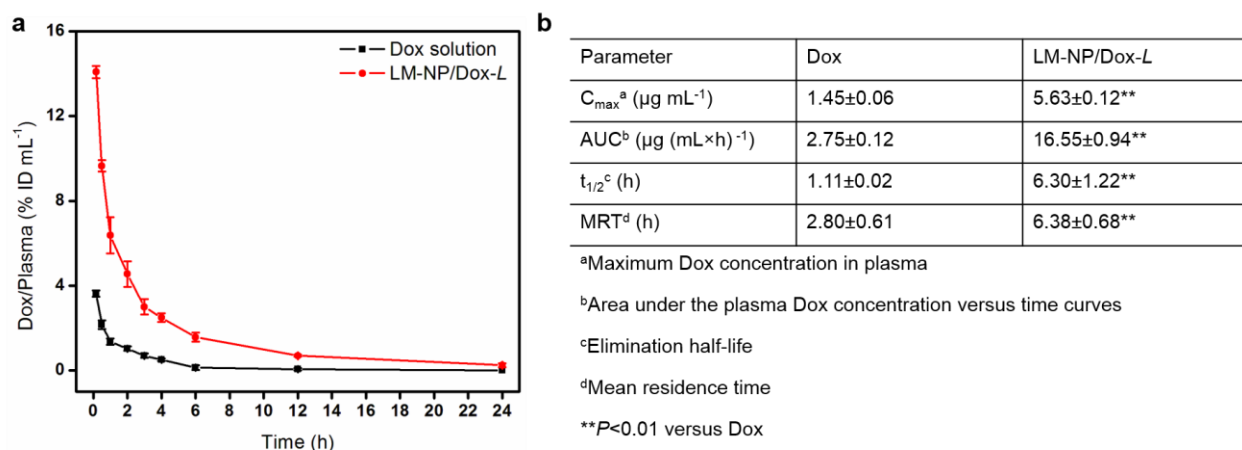 a
16
12
8
4
0
Dox/Plasma (% ID mL⁻¹)
Dox solution
LM-NP/Dox-L
0 2 4 6 8 10 12 14 16 18 20 22 24
Time (h)
b
Parameter Dox LM-NP/Dox-L
Cmaxᵃ (µg mL⁻¹) 1.45±0.06 5.63±0.12**
AUCᵇ (µg (mL×h)⁻¹) 2.75±0.12 16.55±0.94**
t1/2ᶜ (h) 1.11±0.02 6.30±1.22**
MRTᵈ (h) 2.80±0.61 6.38±0.68**
ᵃMaximum Dox concentration in plasma
ᵇArea under the plasma Dox concentration versus time curves
ᶜElimination half-life
ᵈMean residence time
**P<0.01 versus Dox